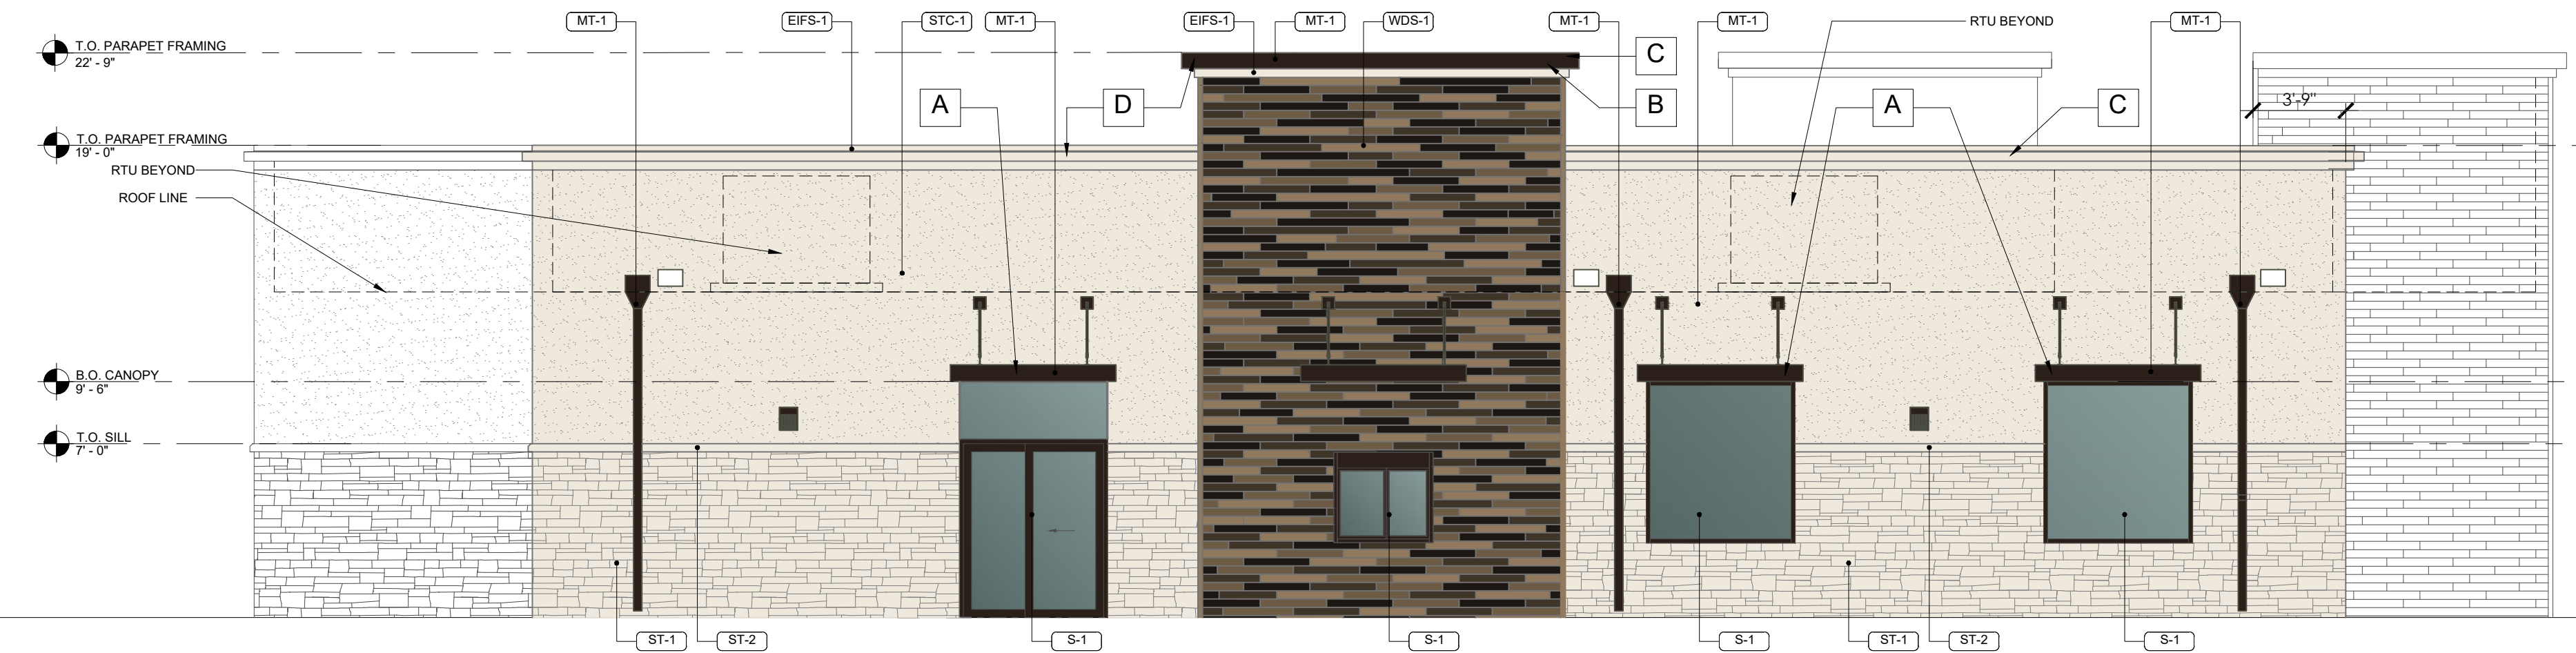 MT-1
EIFS-1
STC-1
MT-1
EIFS-1
MT-1
WDS-1
MT-1
MT-1
RTU BEYOND
MT-1
T.O. PARAPET FRAMING
22' - 9"
C
A
D
B
A
C
3'-9"
T.O. PARAPET FRAMING
19' - 0"
RTU BEYOND
ROOF LINE
B.O. CANOPY
9' - 6"
T.O. SILL
7' - 0"
ST-1
ST-2
S-1
S-1
S-1
ST-1
ST-2
S-1